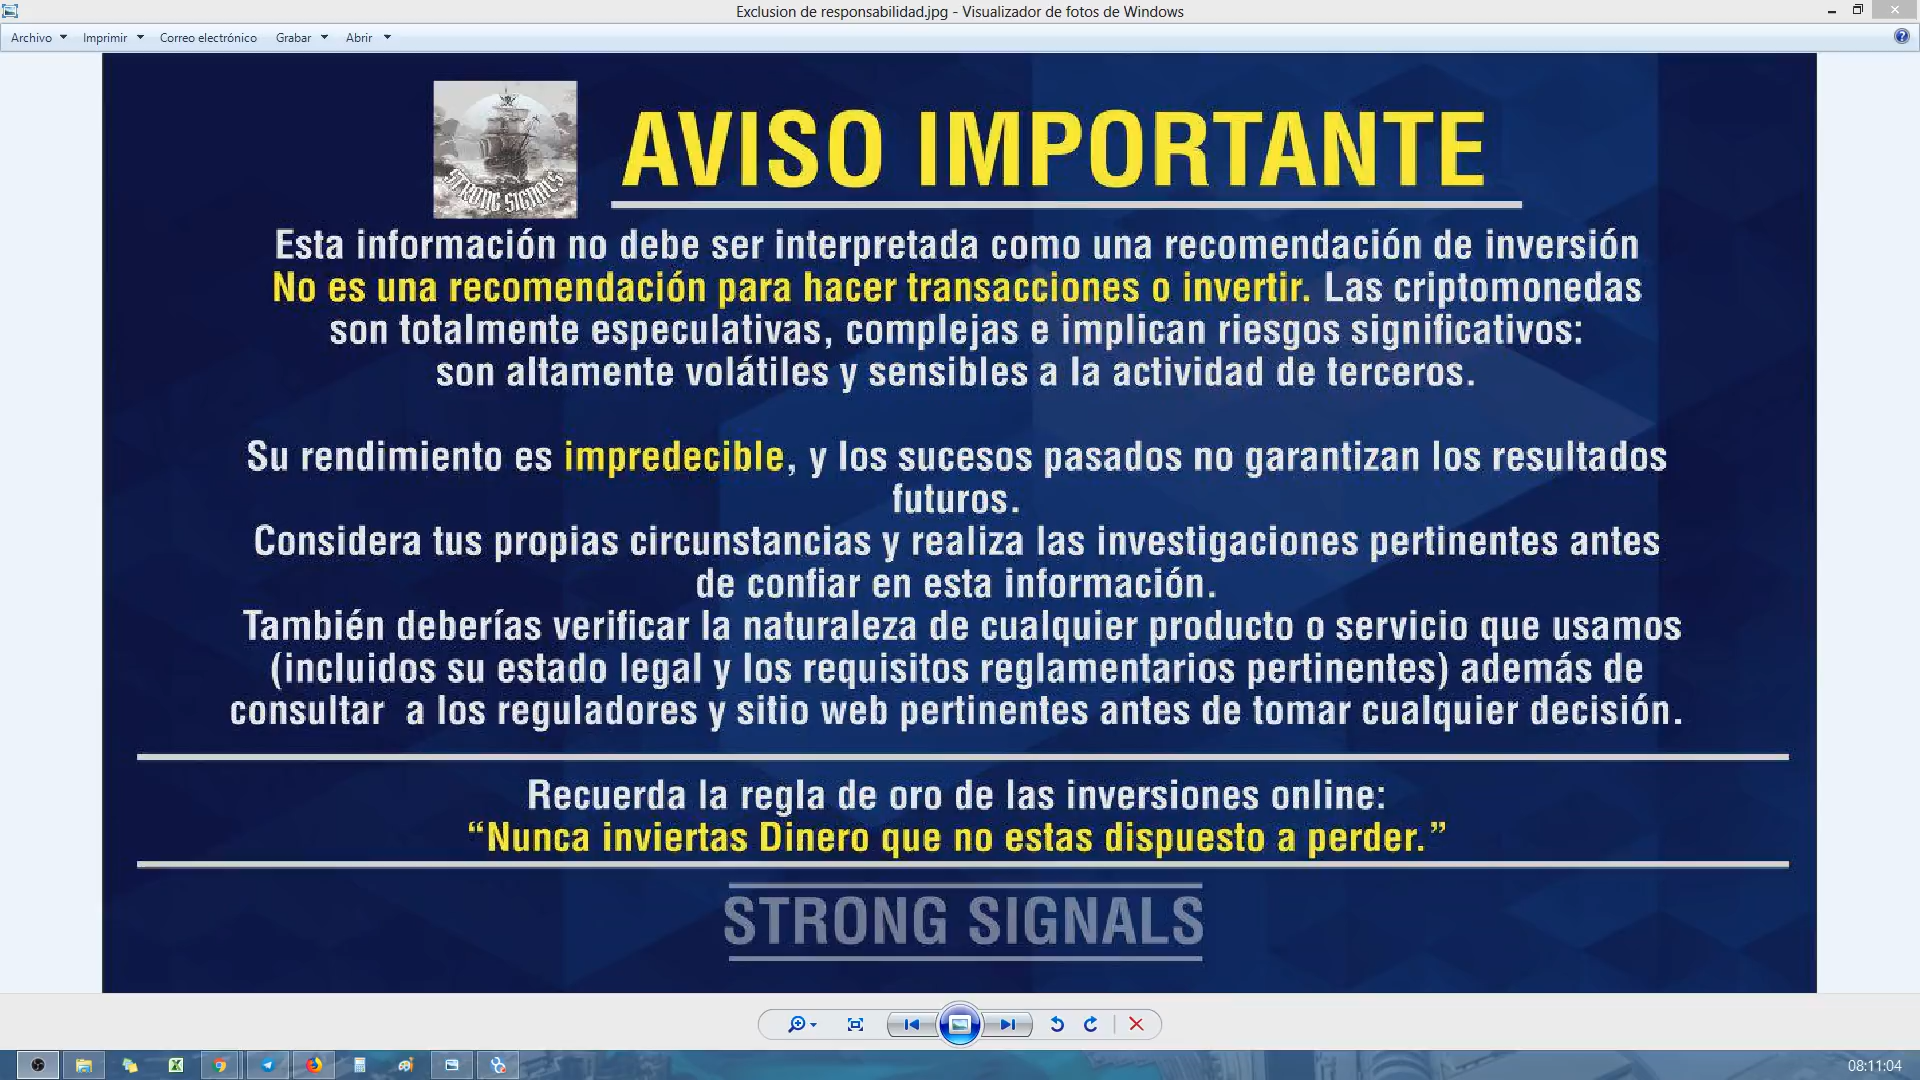 Exclusion de responsabilidad.jpg - Visualizador de fotos de Windows
Archivo Imprimir Correo electrónico Grabar Abrir
STRONG SIGNALS
AVISO IMPORTANTE
Esta información no debe ser interpretada como una recomendación de inversión
No es una recomendación para hacer transacciones o invertir. Las criptomonedas
son totalmente especulativas, complejas e implican riesgos significativos:
son altamente volátiles y sensibles a la actividad de terceros.
Su rendimiento es impredecible, y los sucesos pasados no garantizan los resultados
futuros.
Considera tus propias circunstancias y realiza las investigaciones pertinentes antes
de confiar en esta información.
También deberías verificar la naturaleza de cualquier producto o servicio que usamos
(incluidos su estado legal y los requisitos reglamentarios pertinentes) además de
consultar a los reguladores y sitio web pertinentes antes de tomar cualquier decisión.
Recuerda la regla de oro de las inversiones online:
“Nunca inviertas Dinero que no estas dispuesto a perder.”
STRONG SIGNALS
08:11:04